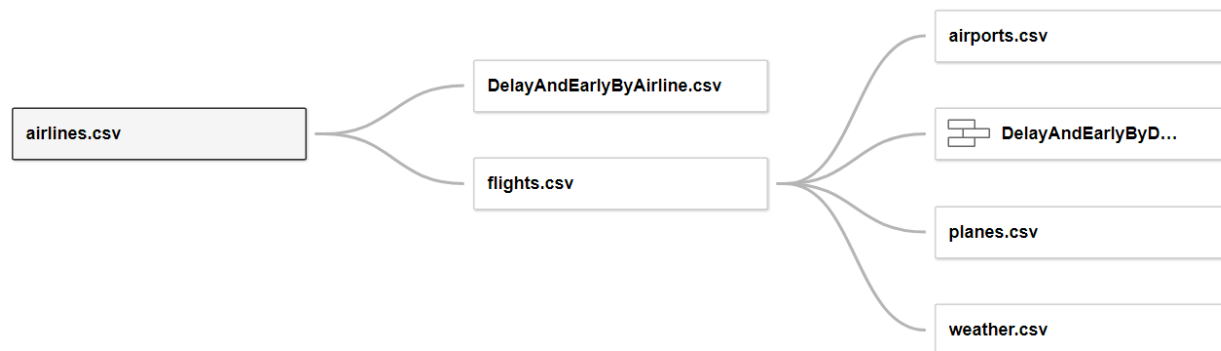 airlines.csv
DelayAndEarlyByAirline.csv
flights.csv
airports.csv
DelayAndEarlyByD...
planes.csv
weather.csv